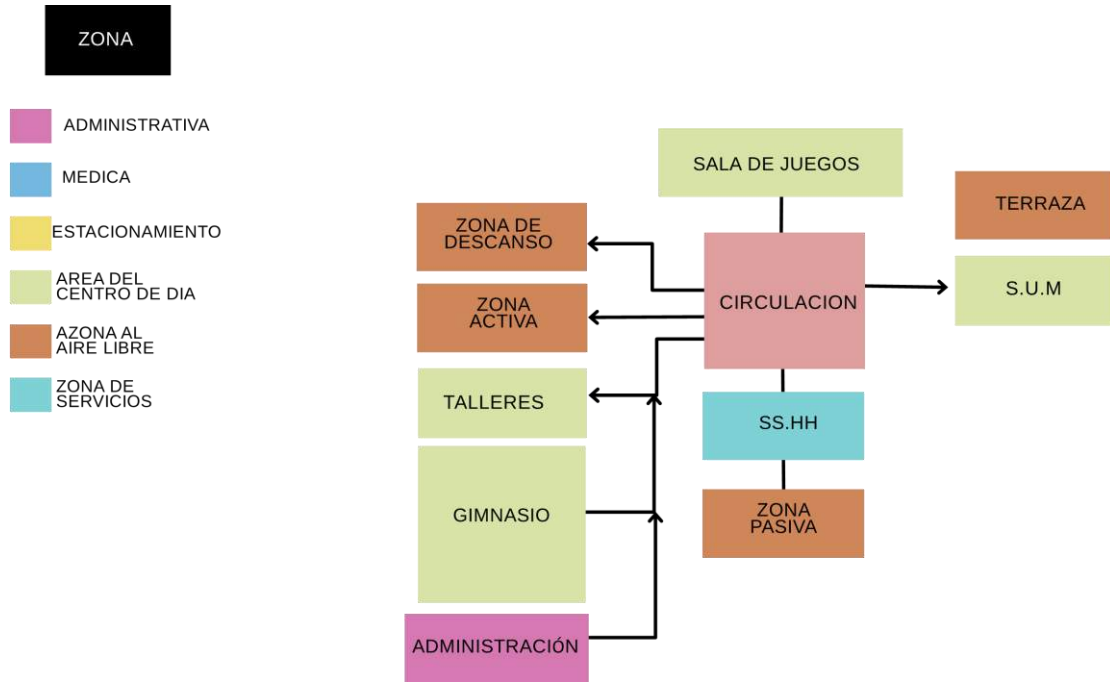 ZONA
ADMINISTRATIVA
MEDICA
ESTACIONAMIENTO
AREA DEL
CENTRO DE DIA
AZONA AL
AIRE LIBRE
ZONA DE
SERVICIOS
SALA DE JUEGOS
TERRAZA
ZONA DE
DESCANSO
S.U.M
CIRCULACION
ZONA
ACTIVA
TALLERES
SS.HH
GIMNASIO
ZONA
PASIVA
ADMINISTRACIÓN